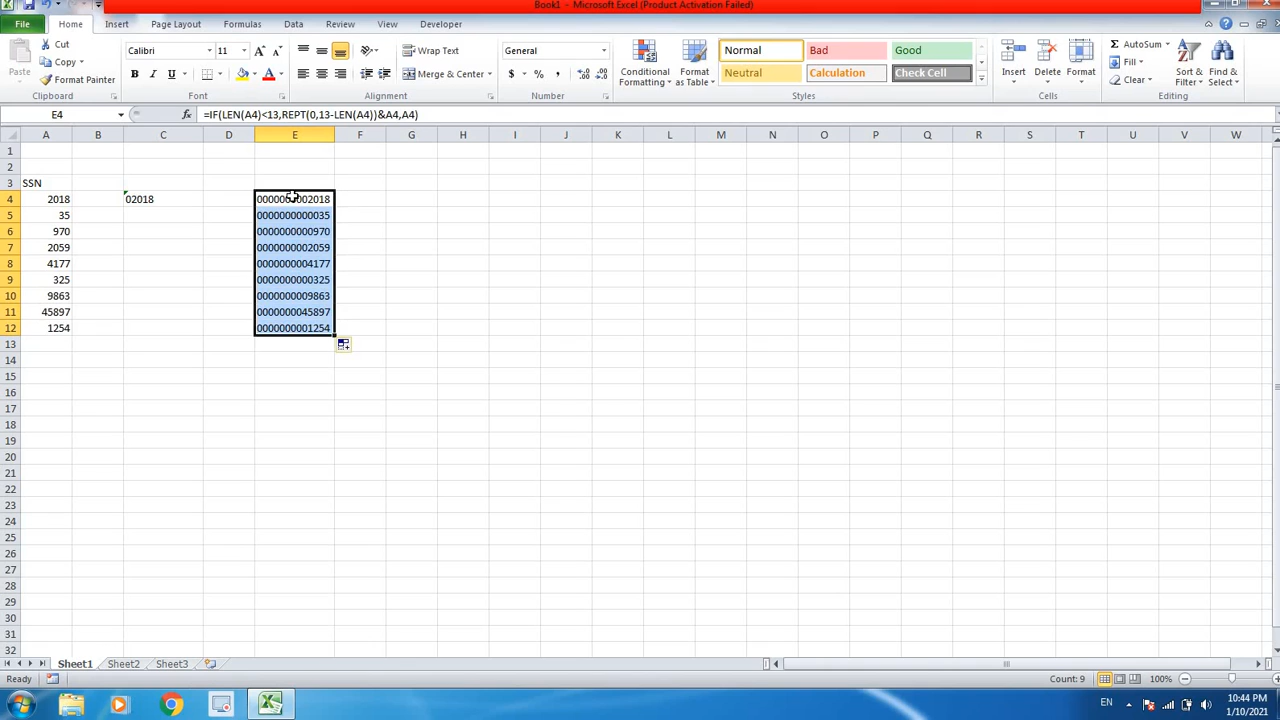 Book1 - Microsoft Excel (Product Activation Failed)
File Home Insert Page Layout Formulas Data Review View Developer
Paste
Cut
Copy
Format Painter
Clipboard
Calibri 11
B I U
Font
Wrap Text
Merge & Center
Alignment
General
$ % ,
Number
Conditional Formatting
Format as Table
Normal Bad Good
Neutral Calculation Check Cell
Styles
Insert Delete Format
Cells
Σ AutoSum
Fill
Clear
Sort & Filter
Find & Select
Editing
E4 fx =IF(LEN(A4)<13,REPT(0,13-LEN(A4))&A4,A4)
A B C D E F G H I J K L M N O P Q R S T U V W
1
2
3 SSN
4 2018 02018 0000000002018
5 35 0000000000035
6 970 0000000000970
7 2059 0000000002059
8 4177 0000000004177
9 325 0000000000325
10 9863 0000000009863
11 45897 0000000045897
12 1254 0000000001254
13
14
15
16
17
18
19
20
21
22
23
24
25
26
27
28
29
30
31
32
Sheet1 Sheet2 Sheet3
Ready Count: 9 100%
EN 10:44 PM
1/10/2021